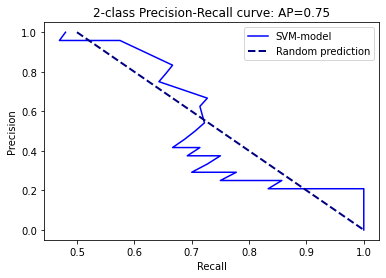 2-class Precision-Recall curve: AP=0.75
SVM-model
Random prediction
Precision
1.0
0.8
0.6
0.4
0.2
0.0
0.5 0.6 0.7 0.8 0.9 1.0
Recall